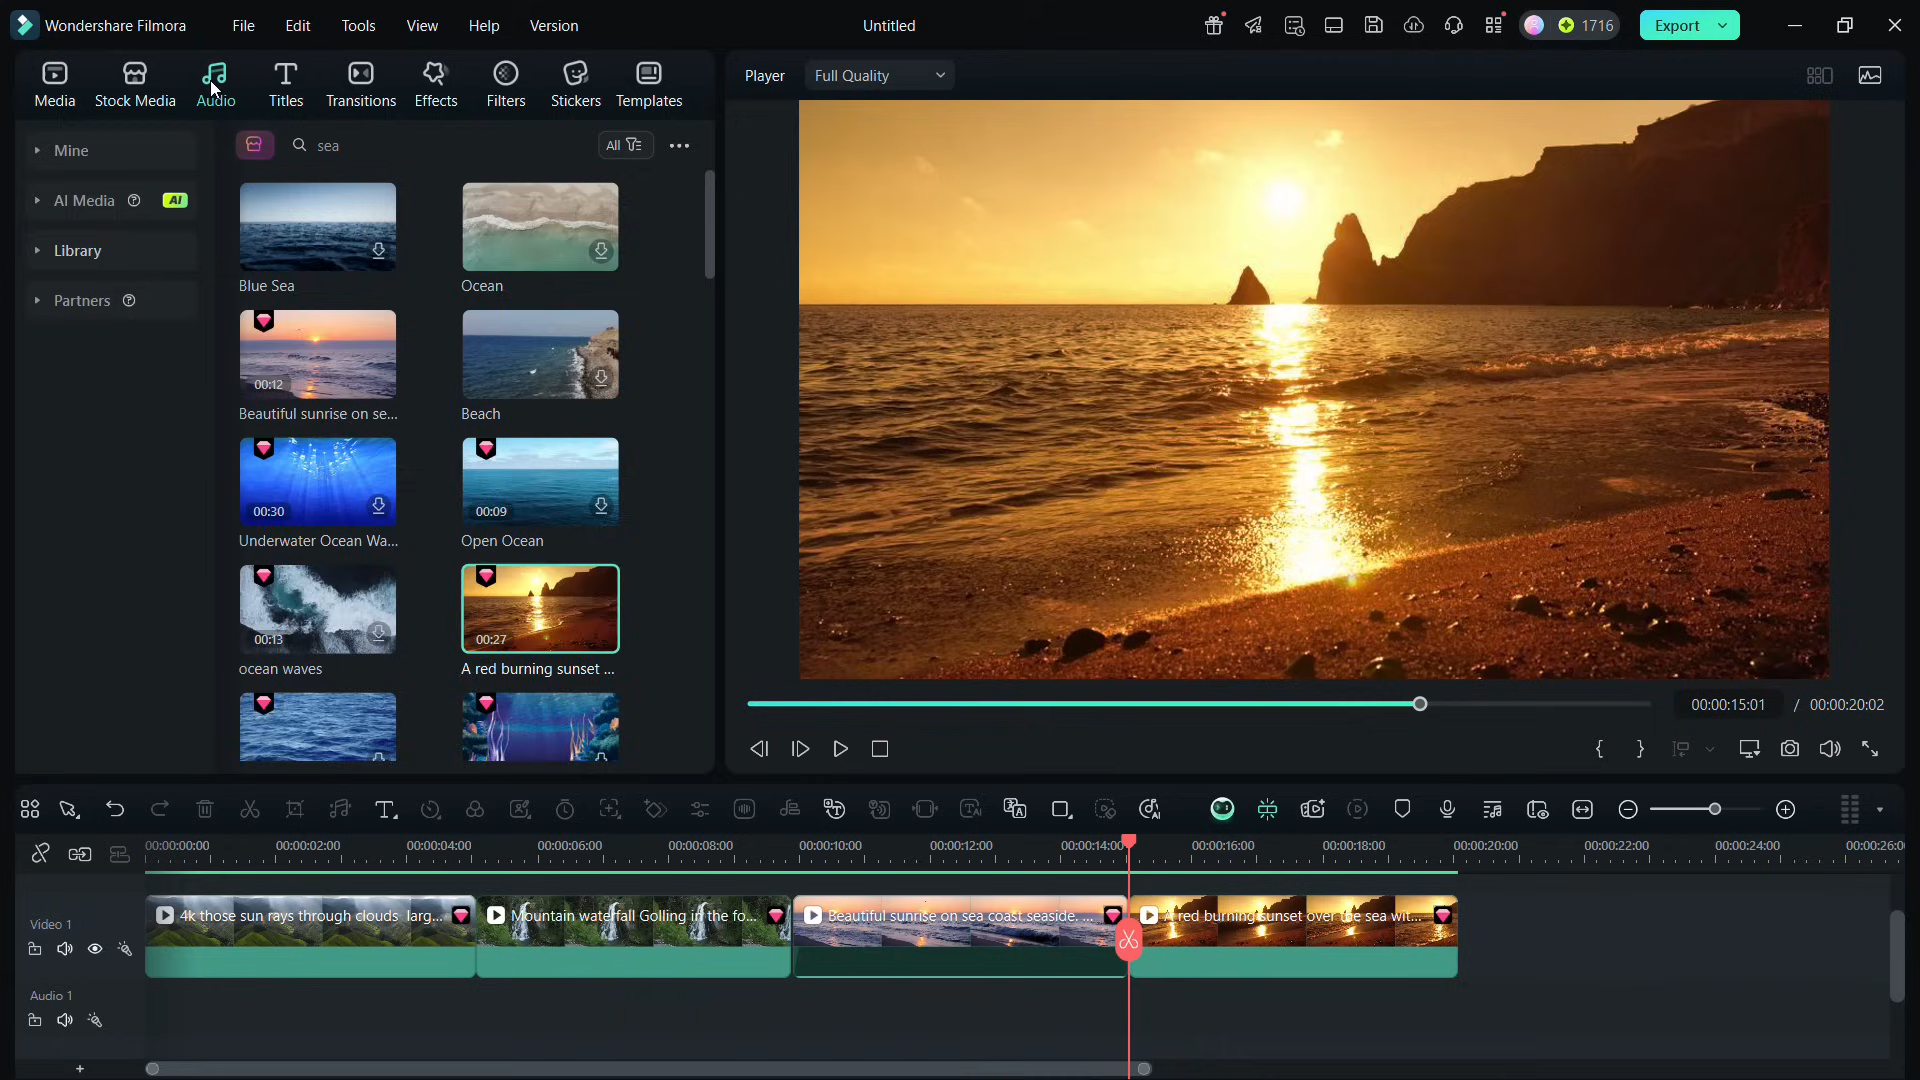 Wondershare Filmora
File
Edit
Tools
View
Help
Version
Untitled
1716
Export
Media
Stock Media
Audio
Titles
Transitions
Effects
Filters
Stickers
Templates
Player
Full Quality
Mine
AI Media
AI
Library
Partners
sea
All
Blue Sea
Ocean
00:12
Beautiful sunrise on se...
Beach
00:30
Underwater Ocean Wa...
00:09
Open Ocean
00:13
ocean waves
00:27
A red burning sunset ...
00:00:15:01 / 00:00:20:02
00:00:00:00
00:00:02:00
00:00:04:00
00:00:06:00
00:00:08:00
00:00:10:00
00:00:12:00
00:00:14:00
00:00:16:00
00:00:18:00
00:00:20:00
00:00:22:00
00:00:24:00
00:00:26:0
Video 1
4k those sun rays through clouds larg...
Mountain waterfall Golling in the fo...
Beautiful sunrise on sea coast seaside. ...
A red burning sunset over the sea wit...
Audio 1